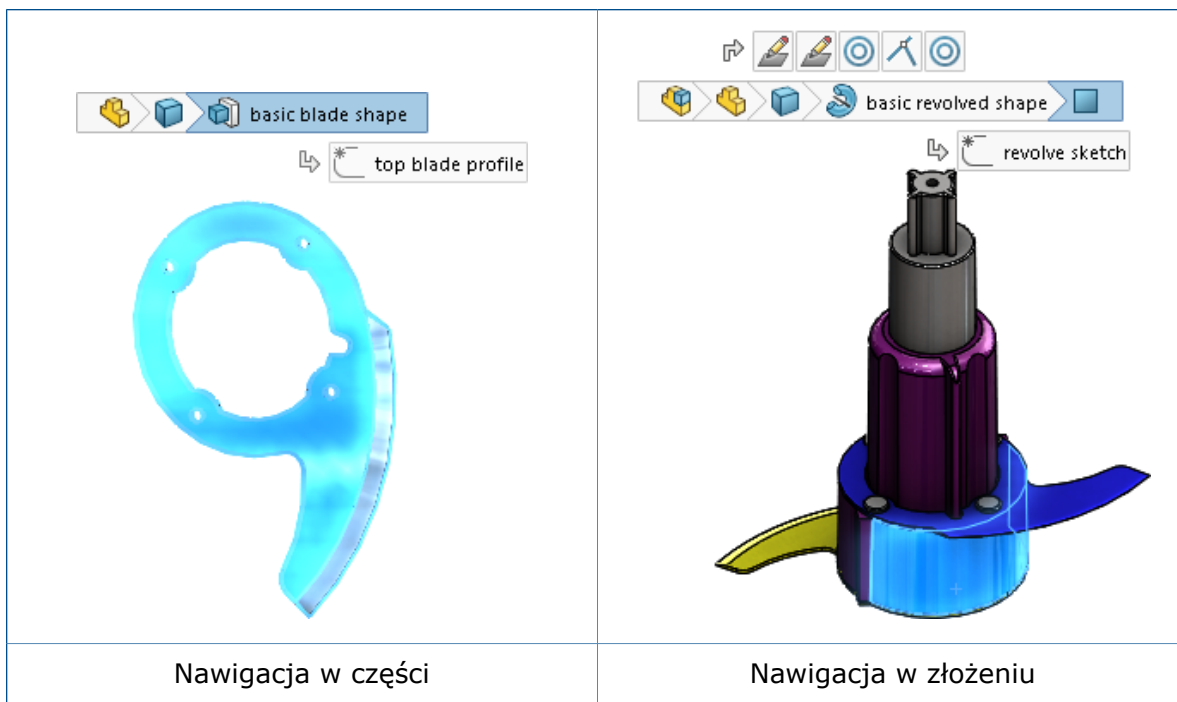 basic blade shape
top blade profile
basic revolved shape
revolve sketch
Nawigacja w części
Nawigacja w złożeniu